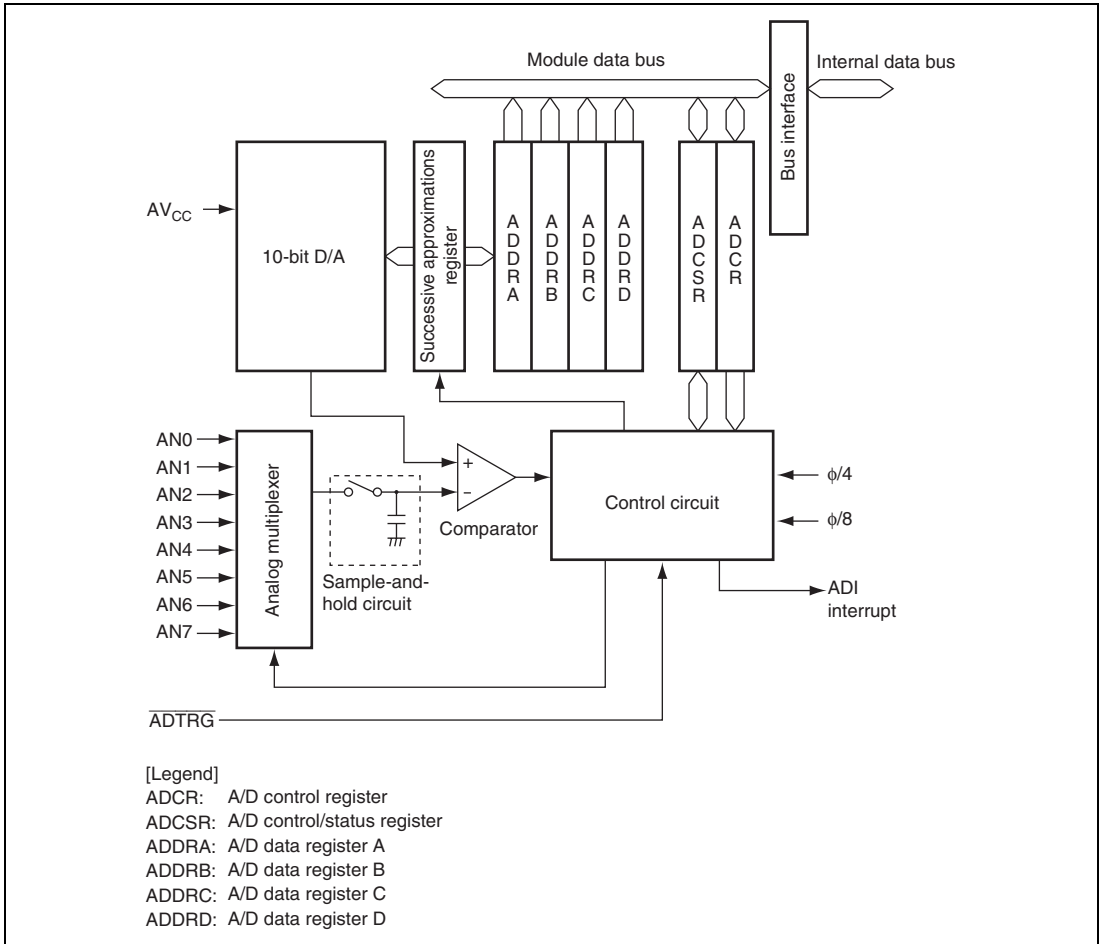 Module data bus
Internal data bus
Bus interface
AV_CC
10-bit D/A
Successive approximations
register
ADDRA
ADDRB
ADDRC
ADDRD
ADCSR
ADCR
AN0
AN1
AN2
AN3
AN4
AN5
AN6
AN7
Analog multiplexer
+
−
Comparator
Sample-and-
hold circuit
Control circuit
ϕ/4
ϕ/8
ADI
interrupt
ADTRG
[Legend]
ADCR: A/D control register
ADCSR: A/D control/status register
ADDRA: A/D data register A
ADDRB: A/D data register B
ADDRC: A/D data register C
ADDRD: A/D data register D